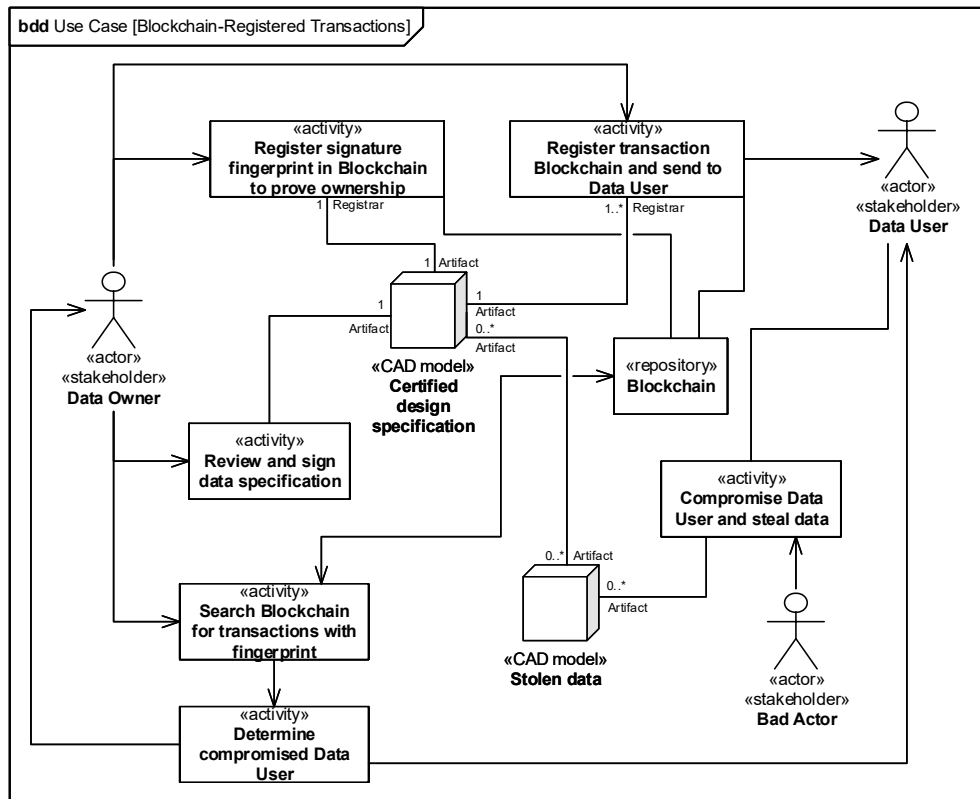 bdd Use Case [Blockchain-Registered Transactions]
«activity»
Register signature
fingerprint in Blockchain
to prove ownership
1
Registrar
«activity»
Register transaction
Blockchain and send to
Data User
1..*
Registrar
«actor»
«stakeholder»
Data User
1
Artifact
1
Artifact
1
Artifact
0..*
Artifact
«CAD model»
Certified
design
specification
«actor»
«stakeholder»
Data Owner
«repository»
Blockchain
«activity»
Review and sign
data specification
«activity»
Compromise Data
User and steal data
0..*
Artifact
0..*
Artifact
«CAD model»
Stolen data
«activity»
Search Blockchain
for transactions with
fingerprint
«actor»
«stakeholder»
Bad Actor
«activity»
Determine
compromised Data
User